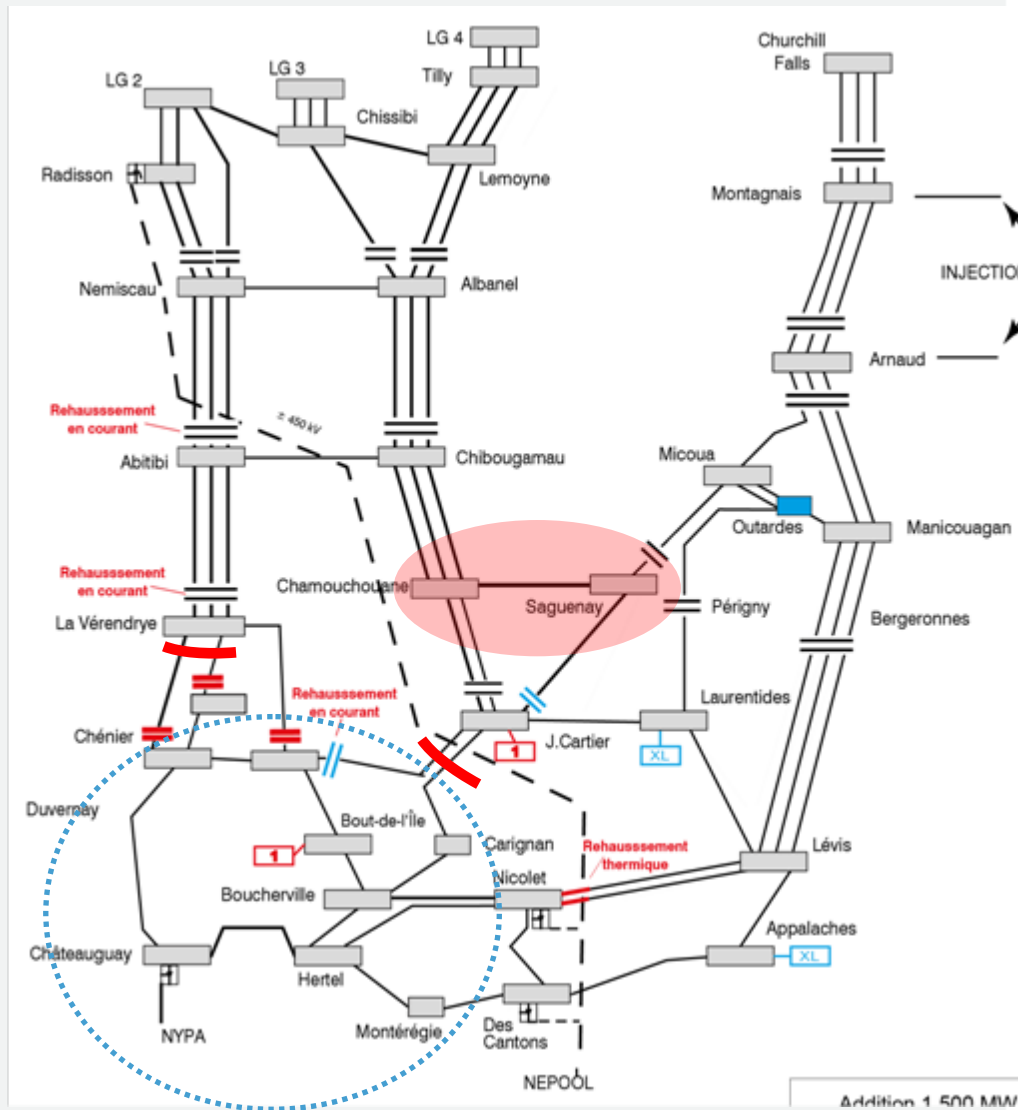 LG 4
Churchill
Falls
LG 3
Tilly
LG 2
Chissibi
Radisson
Lemoyne
Montagnais
INJECTIO
Nemiscau
Albanel
Arnaud
Rehausssement
en courant
± 450 kV
Abitibi
Chibougamau
Micoua
Outardes
Manicouagan
Rehausssement
en courant
Chamouchouane
Saguenay
Périgny
La Vérendrye
Bergeronnes
Rehausssement
en courant
Laurentides
Chénier
J.Cartier
1
XL
Duvernay
Bout-de-l'Île
1
Carignan
Rehausssement
thermique
Lévis
Nicolet
Boucherville
Appalaches
XL
Châteauguay
Hertel
NYPA
Montérégie
Des
Cantons
NEPOOL
Addition 1 500 MW